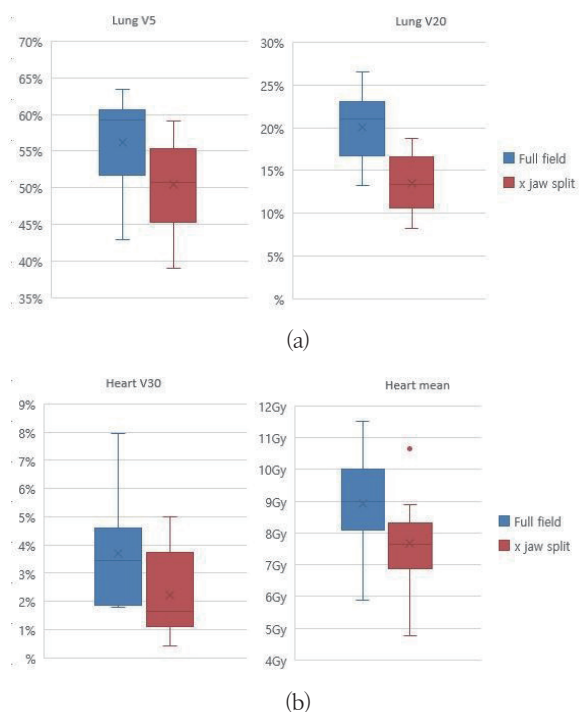 Lung V5
70%
65%
60%
55%
50%
45%
40%
35%
Lung V20
30%
25%
20%
15%
10%
5%
%
Full field
x jaw split
(a)
Heart V30
9%
8%
7%
6%
5%
4%
3%
2%
1%
%
Heart mean
12Gy
11Gy
10Gy
9Gy
8Gy
7Gy
6Gy
5Gy
4Gy
Full field
x jaw split
(b)